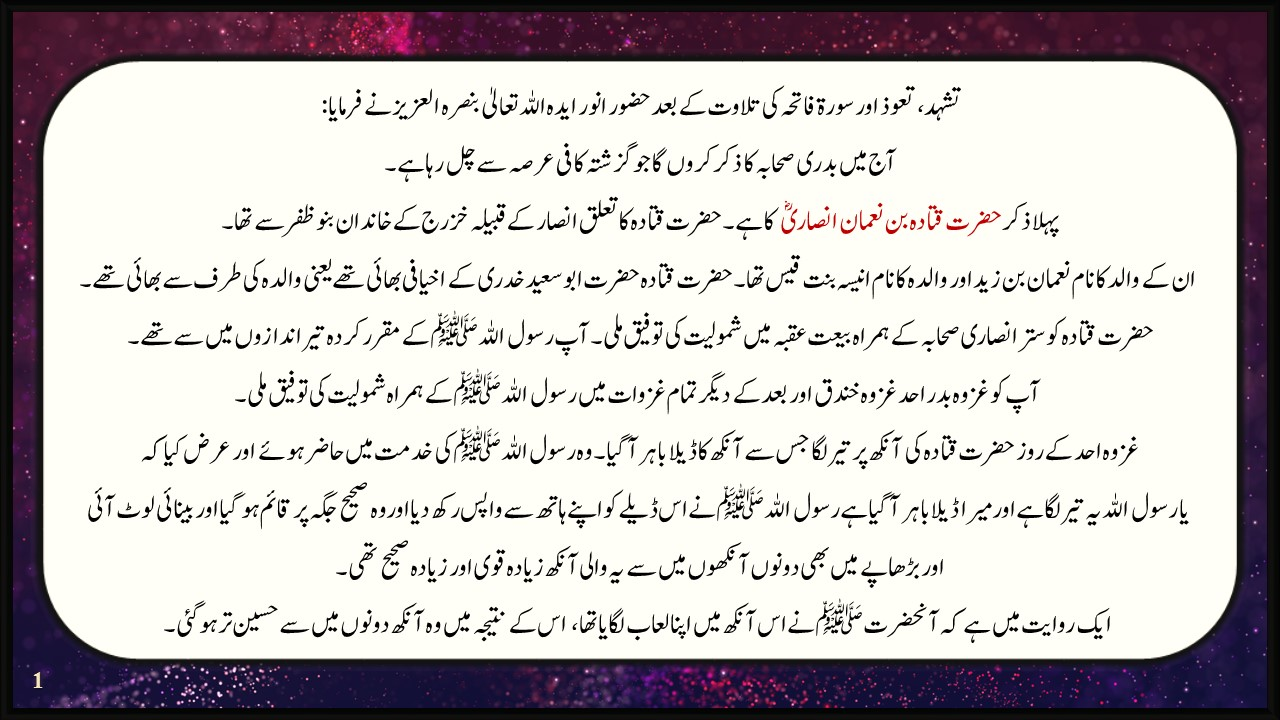 تشہد، تعوذ اور سورۃ فاتحہ کی تلاوت کے بعد حضور انور ایدہ اللہ تعالیٰ بنصرہ العزیز نے فرمایا:
آج میں بدری صحابہ کا ذکر کروں گا جو گزشتہ کافی عرصہ سے چل رہا ہے۔
پہلا ذکر حضرت قتادہ بن نعمان انصاریؓ کا ہے۔ حضرت قتادہ کا تعلق انصار کے قبیلہ خزرج کے خاندان بنو ظفر سے تھا۔
ان کے والد کا نام نعمان بن زید اور والدہ کا نام انیسہ بنت قیس تھا۔ حضرت قتادہ حضرت ابو سعید خدری کے اخیافی بھائی تھے یعنی والدہ کی طرف سے بھائی تھے۔
حضرت قتادہ کو ستر انصاری صحابہ کے ہمراہ بیعت عقبہ میں شمولیت کی توفیق ملی۔ آپ رسول اللہ ﷺ کے مقرر کردہ تیر اندازوں میں سے تھے۔
آپ کو غزوہ بدر احد غزوہ خندق اور بعد کے دیگر تمام غزوات میں رسول اللہ ﷺ کے ہمراہ شمولیت کی توفیق ملی۔
غزوہ احد کے روز حضرت قتادہ کی آنکھ پر تیر لگا جس سے آنکھ کا ڈیلا باہر آ گیا۔ وہ رسول اللہ ﷺ کی خدمت میں حاضر ہوئے اور عرض کیا کہ
یا رسول اللہ یہ تیر لگا ہے اور میرا ڈیلا باہر آ گیا ہے رسول اللہ ﷺ نے اس ڈیلے کو اپنے ہاتھ سے واپس رکھ دیا اور وہ صحیح جگہ پر قائم ہو گیا اور بینائی لوٹ آئی
اور بڑھاپے میں بھی دونوں آنکھوں میں سے یہ والی آنکھ زیادہ قوی اور زیادہ صحیح تھی۔
ایک روایت میں ہے کہ آنحضرت ﷺ نے اس آنکھ میں اپنا لعاب لگایا تھا، اس کے نتیجہ میں وہ آنکھ دونوں میں سے حسین تر ہو گئی۔
1